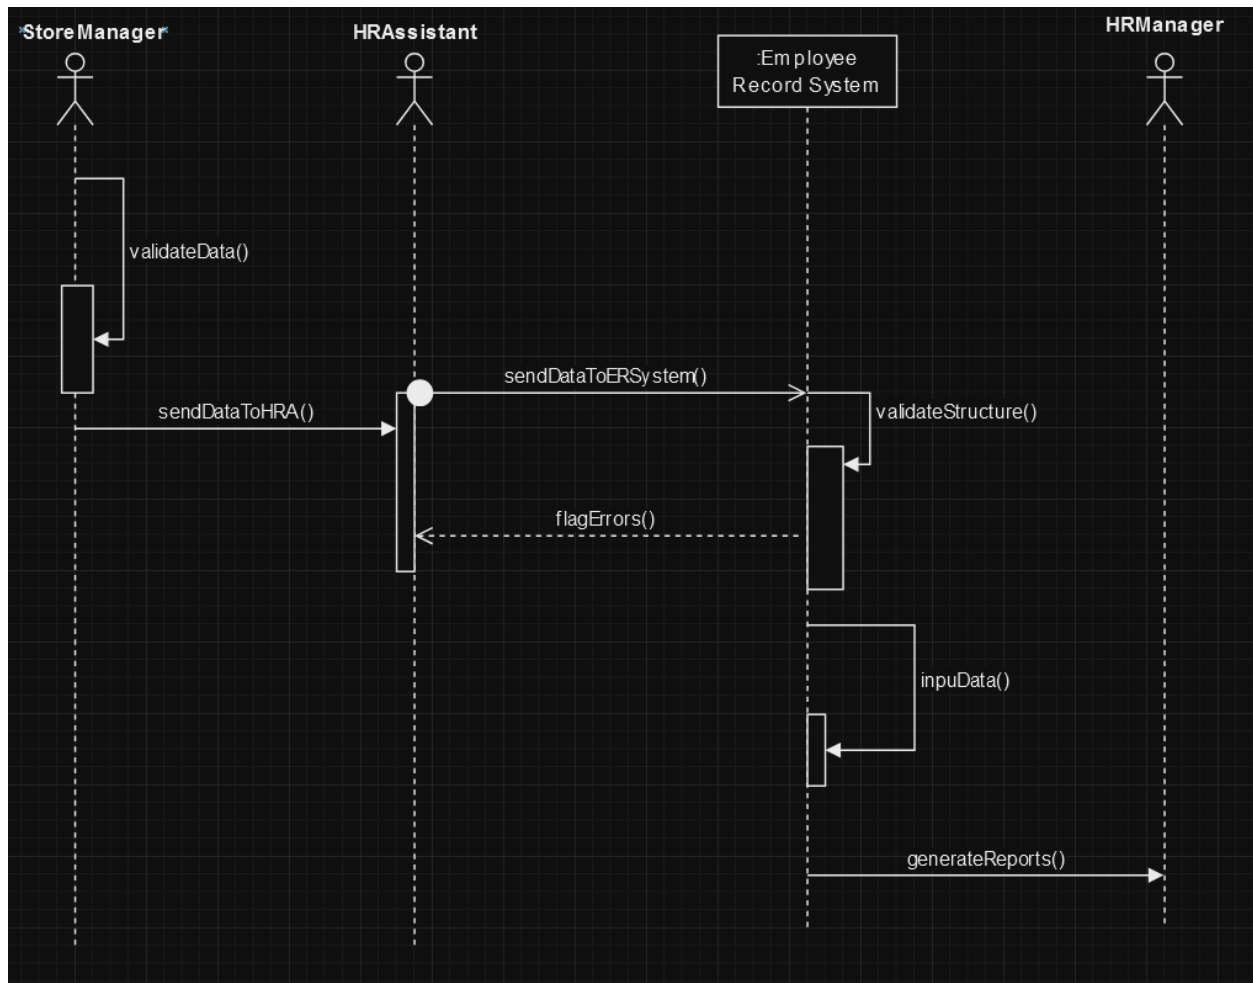 StoreManager
HRAssistant
HRManager
:Employee
Record System
validateData()
sendDataToERSystem()
sendDataToHRA()
validateStructure()
flagErrors()
inpuData()
generateReports()